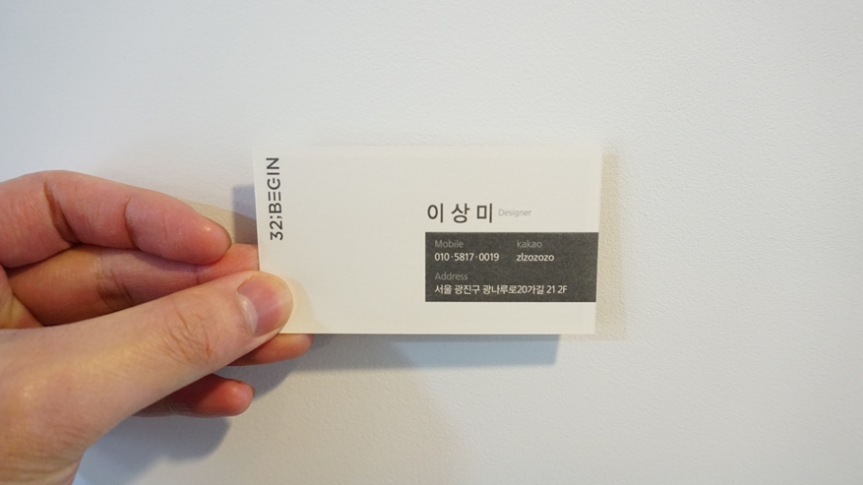 32;BEGIN
이상미 Designer
Mobile kakao
010·5817·0019 zlzozozo
Address
서울 광진구 광나루로20가길 21 2F